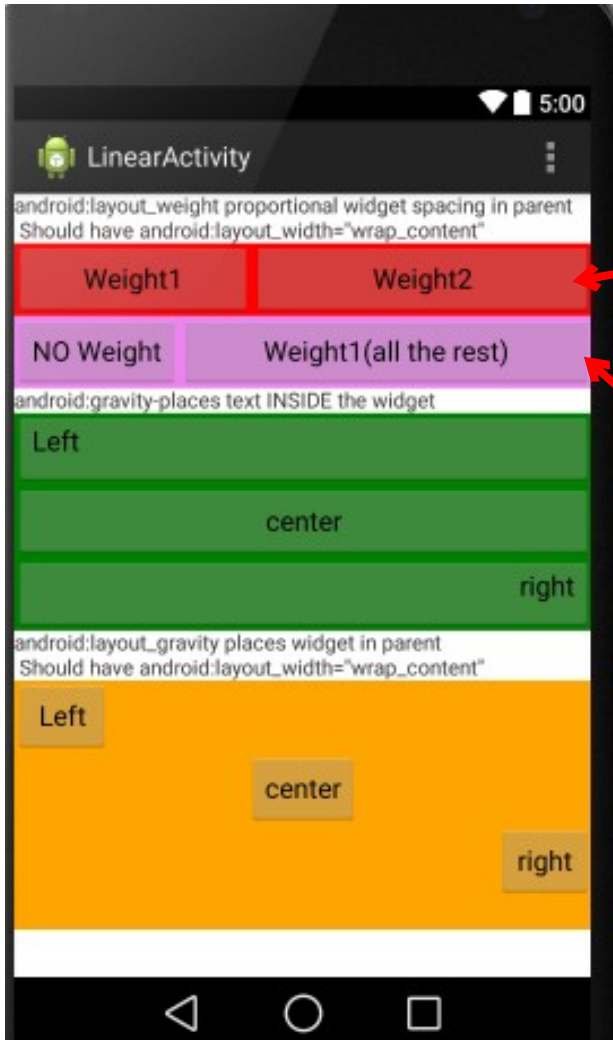 5:00
LinearActivity
android:layout_weight proportional widget spacing in parent
Should have android:layout_width="wrap_content"
Weight1 Weight2
NO Weight Weight1(all the rest)
android:gravity-places text INSIDE the widget
Left
center
right
android:layout_gravity places widget in parent
Should have android:layout_width="wrap_content"
Left
center
right